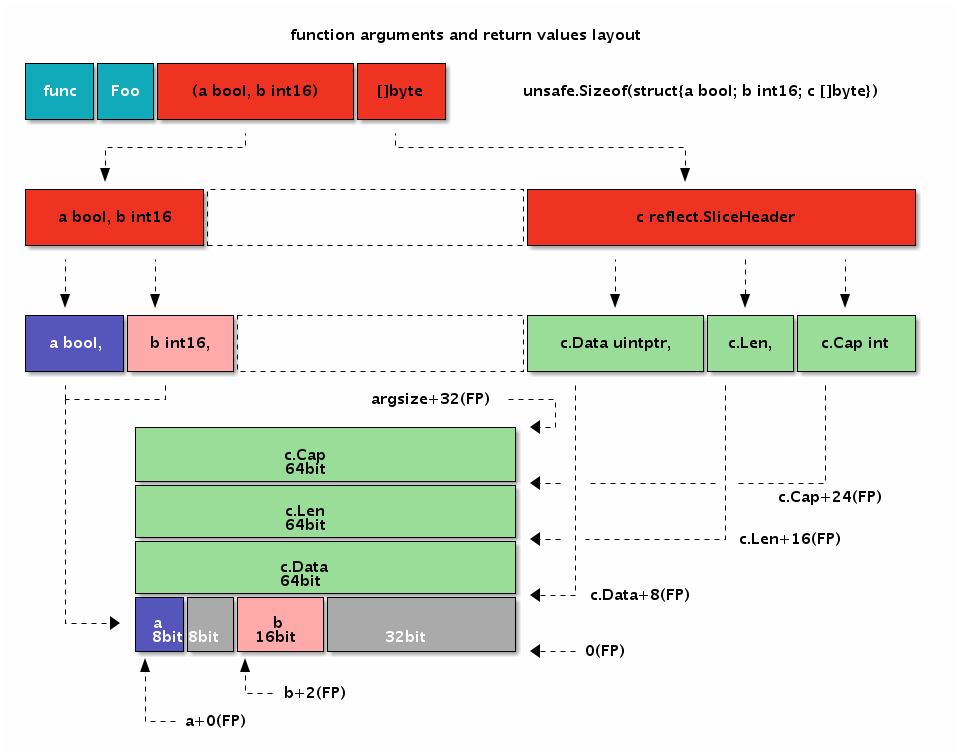 function arguments and return values layout
func Foo (a bool, b int16) []byte unsafe.Sizeof(struct{a bool; b int16; c []byte})
a bool, b int16 c reflect.SliceHeader
a bool, b int16, c.Data uintptr, c.Len, c.Cap int
argsize+32(FP)
c.Cap
64bit
c.Cap+24(FP)
c.Len
64bit
c.Len+16(FP)
c.Data
64bit
c.Data+8(FP)
a b
8bit 8bit 16bit 32bit
0(FP)
b+2(FP)
a+0(FP)